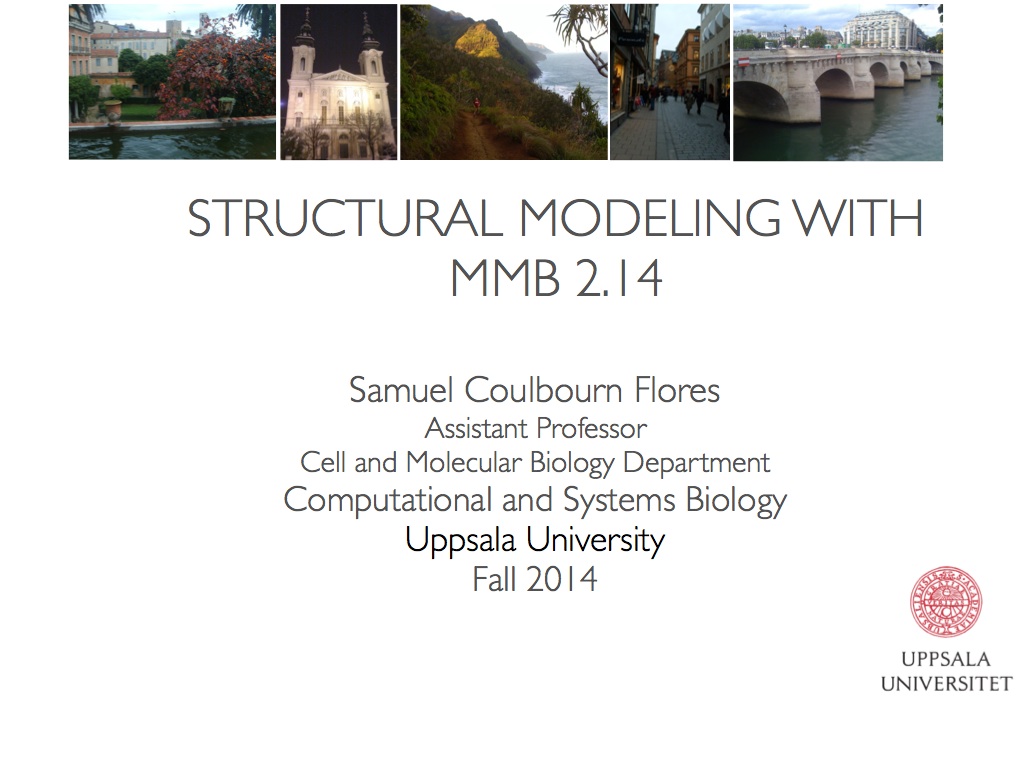 STRUCTURAL MODELING WITH
MMB 2.14
Samuel Coulbourn Flores
Assistant Professor
Cell and Molecular Biology Department
Computational and Systems Biology
Uppsala University
Fall 2014
UPPSALA
UNIVERSITET